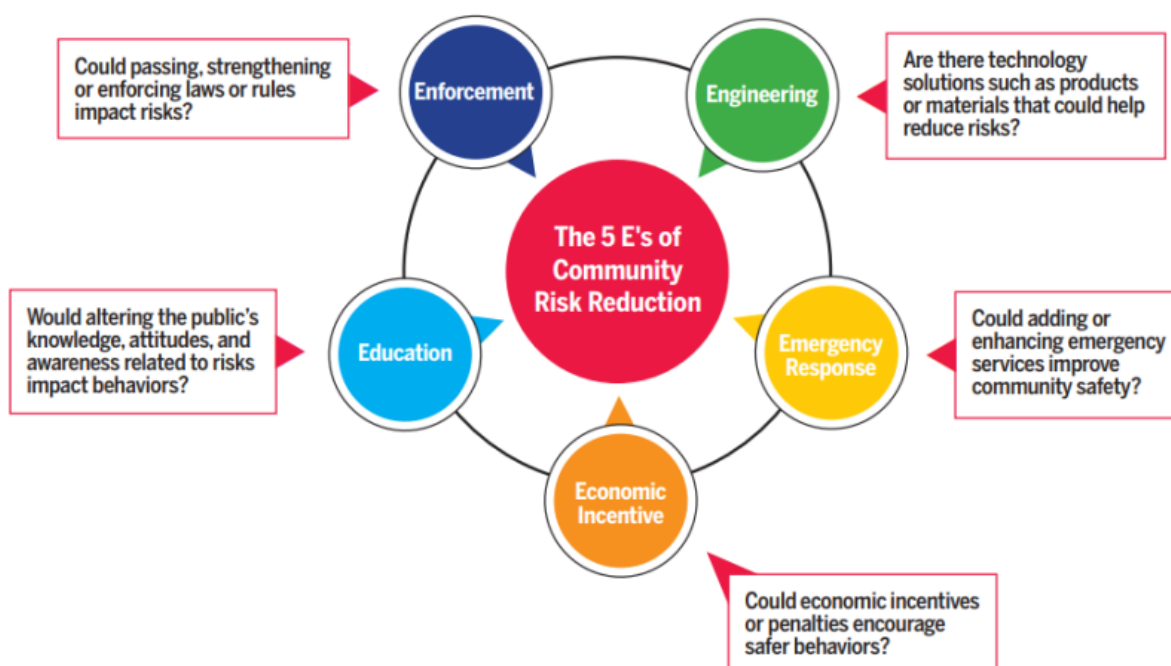 Could passing, strengthening
or enforcing laws or rules
impact risks?
Enforcement
Engineering
Are there technology
solutions such as products
or materials that could help
reduce risks?
The 5 E's of
Community
Risk Reduction
Would altering the public's
knowledge, attitudes, and
awareness related to risks
impact behaviors?
Education
Emergency
Response
Could adding or
enhancing emergency
services improve
community safety?
Economic
Incentive
Could economic incentives
or penalties encourage
safer behaviors?